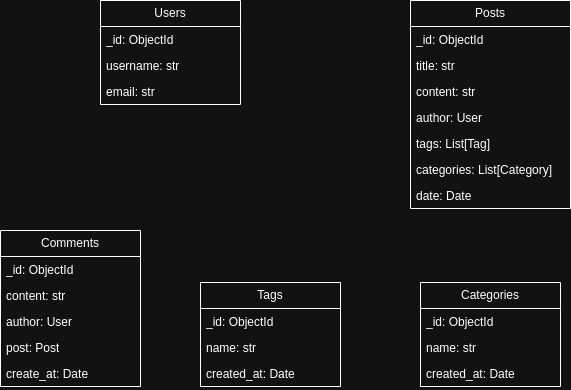 Users
_id: ObjectId
username: str
email: str
Posts
_id: ObjectId
title: str
content: str
author: User
tags: List[Tag]
categories: List[Category]
date: Date
Comments
_id: ObjectId
content: str
author: User
post: Post
create_at: Date
Tags
_id: ObjectId
name: str
created_at: Date
Categories
_id: ObjectId
name: str
created_at: Date